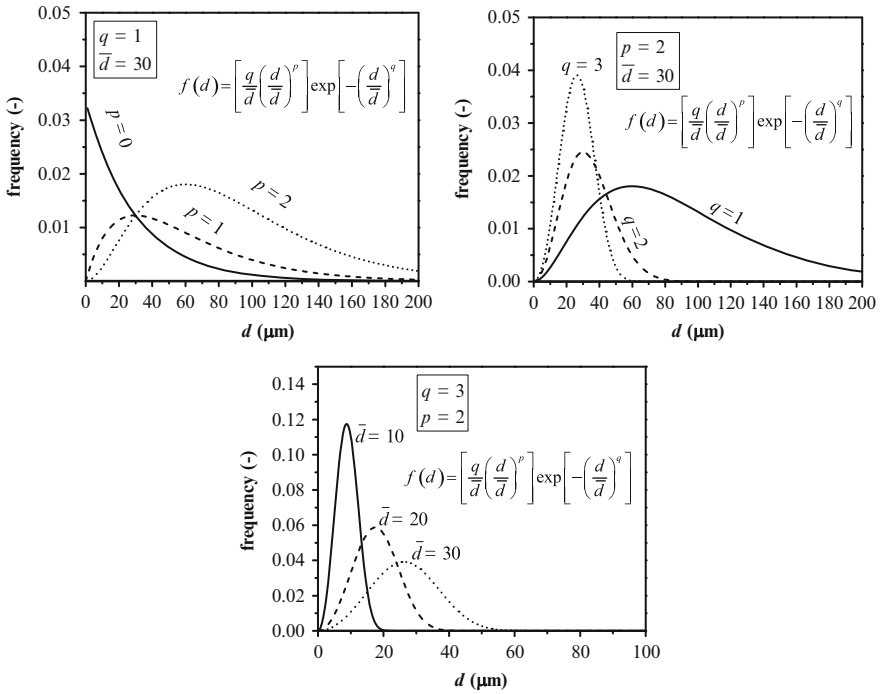 0.05
0.04
0.03
0.02
0.01
frequency (-)
q = 1
d̅ = 30
f(d)=[q/d̅(d/d̅)^p]exp[-(d/d̅)^q]
p=0
p=1
p=2
0 20 40 60 80 100 120 140 160 180 200
d (µm)
0.05
0.04
0.03
0.02
0.01
0.00
frequency (-)
p = 2
d̅ = 30
f(d)=[q/d̅(d/d̅)^p]exp[-(d/d̅)^q]
q = 3
q=2
q=1
0 20 40 60 80 100 120 140 160 180 200
d (µm)
0.14
0.12
0.10
0.08
0.06
0.04
0.02
0.00
frequency (-)
q = 3
p = 2
d̅= 10
f(d)=[q/d̅(d/d̅)^p]exp[-(d/d̅)^q]
d̅= 20
d̅= 30
0 20 40 60 80 100
d (µm)